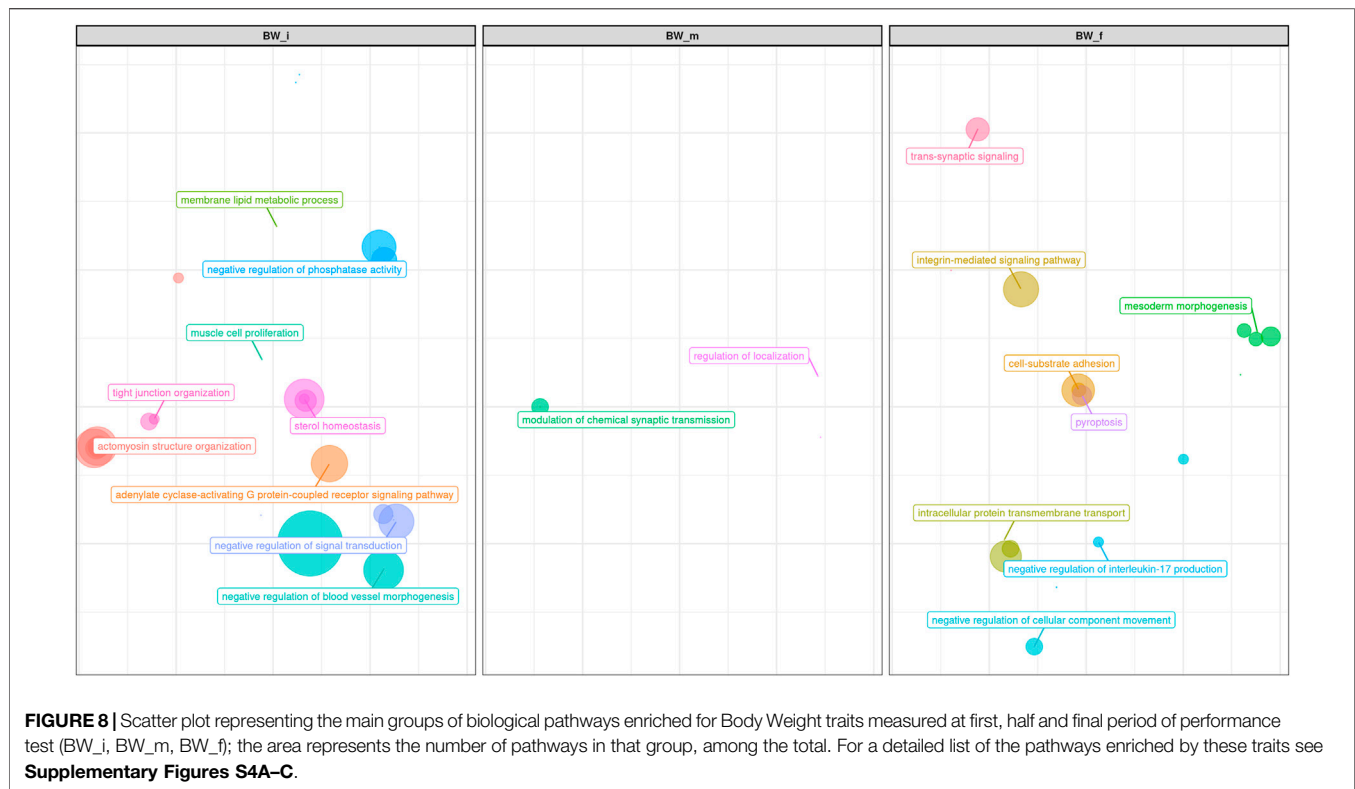 BW_i
BW_m
BW_f
membrane lipid metabolic process
negative regulation of phosphatase activity
muscle cell proliferation
tight junction organization
sterol homeostasis
actomyosin structure organization
adenylate cyclase-activating G protein-coupled receptor signaling pathway
negative regulation of signal transduction
negative regulation of blood vessel morphogenesis
regulation of localization
modulation of chemical synaptic transmission
trans-synaptic signaling
integrin-mediated signaling pathway
mesoderm morphogenesis
cell-substrate adhesion
pyroptosis
intracellular protein transmembrane transport
negative regulation of interleukin-17 production
negative regulation of cellular component movement
FIGURE 8 | Scatter plot representing the main groups of biological pathways enriched for Body Weight traits measured at first, half and final period of performance
test (BW_i, BW_m, BW_f); the area represents the number of pathways in that group, among the total. For a detailed list of the pathways enriched by these traits see
Supplementary Figures S4A–C.